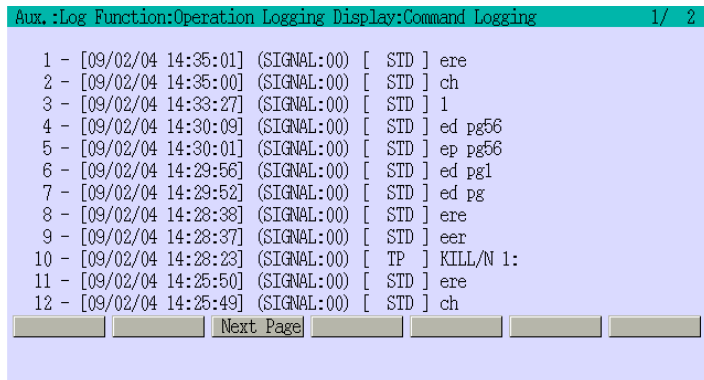 Aux.:Log Function:Operation Logging Display:Command Logging 1/ 2
1 - [09/02/04 14:35:01] (SIGNAL:00) [ STD ] ere
2 - [09/02/04 14:35:00] (SIGNAL:00) [ STD ] ch
3 - [09/02/04 14:33:27] (SIGNAL:00) [ STD ] l
4 - [09/02/04 14:30:09] (SIGNAL:00) [ STD ] ed pg56
5 - [09/02/04 14:30:01] (SIGNAL:00) [ STD ] ep pg56
6 - [09/02/04 14:29:56] (SIGNAL:00) [ STD ] ed pg1
7 - [09/02/04 14:29:52] (SIGNAL:00) [ STD ] ed pg
8 - [09/02/04 14:28:38] (SIGNAL:00) [ STD ] ere
9 - [09/02/04 14:28:37] (SIGNAL:00) [ STD ] eer
10 - [09/02/04 14:28:23] (SIGNAL:00) [ TP ] KILL/N 1:
11 - [09/02/04 14:25:50] (SIGNAL:00) [ STD ] ere
12 - [09/02/04 14:25:49] (SIGNAL:00) [ STD ] ch
Next Page